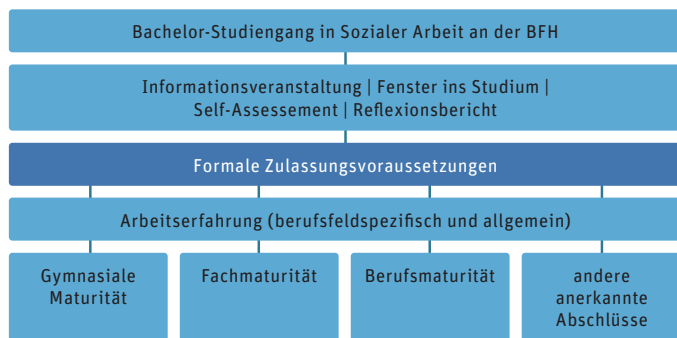 Bachelor-Studiengang in Sozialer Arbeit an der BFH
Informationsveranstaltung | Fenster ins Studium |
Self-Assessement | Reflexionsbericht
Formale Zulassungsvoraussetzungen
Arbeitserfahrung (berufsfeldspezifisch und allgemein)
Gymnasiale
Maturität
Fachmaturität
Berufsmaturität
andere
anerkannte
Abschlüsse